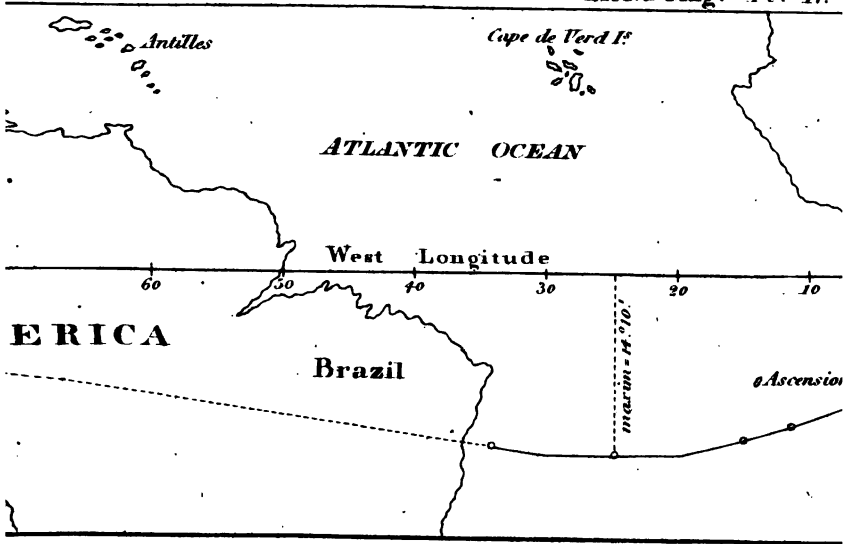 Antilles
Cape de Verd Is
ATLANTIC OCEAN
West Longitude
60 50 40 30 20 10
ERICA
maxim = 14.°10.'
Brazil
Ascension